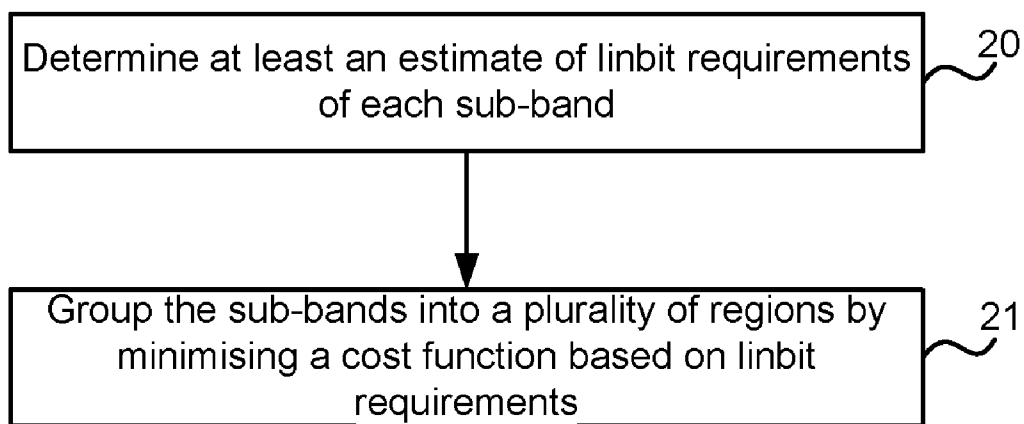 Determine at least an estimate of linbit requirements
of each sub-band
20
Group the sub-bands into a plurality of regions by
minimising a cost function based on linbit
requirements
21